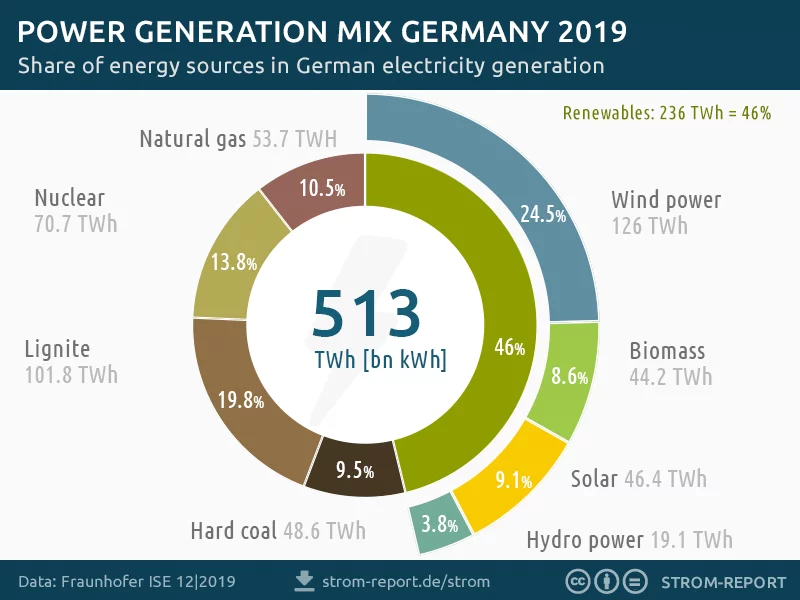 POWER GENERATION MIX GERMANY 2019
Share of energy sources in German electricity generation
Renewables: 236 TWh = 46%
Natural gas 53.7 TWH
10.5%
Nuclear
70.7 TWh
13.8%
24.5%
Wind power
126 TWh
513
TWh [bn kWh]
46%
Lignite
101.8 TWh
19.8%
8.6%
Biomass
44.2 TWh
9.5%
9.1%
Solar 46.4 TWh
3.8%
Hard coal 48.6 TWh
Hydro power 19.1 TWh
Data: Fraunhofer ISE 12|2019
strom-report.de/strom
cc
STROM-REPORT